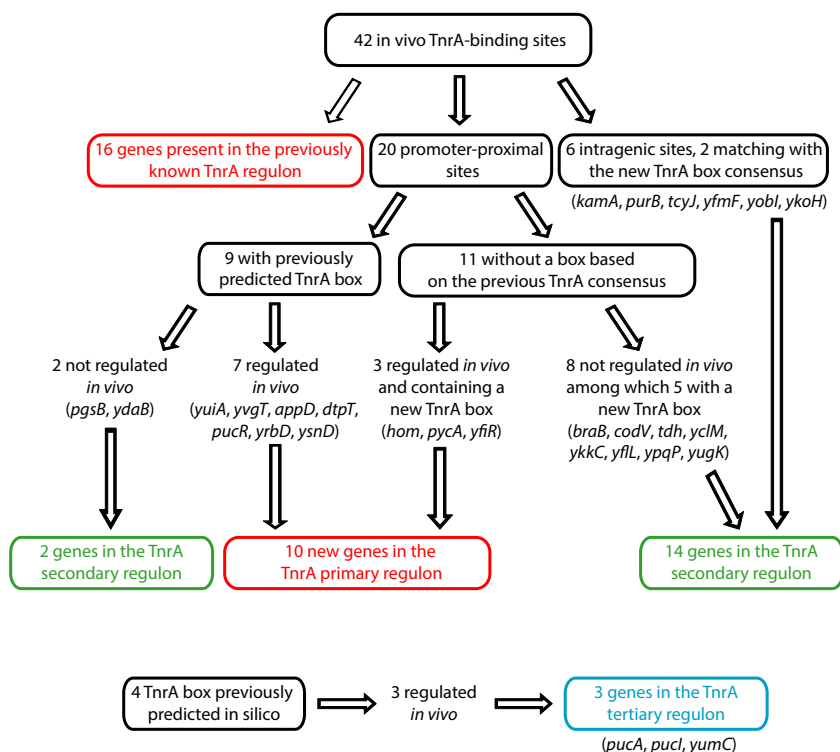 42 in vivo TnrA-binding sites
16 genes present in the previously
known TnrA regulon
20 promoter-proximal
sites
6 intragenic sites, 2 matching with
the new TnrA box consensus
(kamA, purB, tcyJ, yfmF, yobI, ykoH)
9 with previously
predicted TnrA box
11 without a box based
on the previous TnrA consensus
2 not regulated
in vivo
(pgsB, ydaB)
7 regulated
in vivo
(yuiA, yvgT, appD, dtpT,
pucR, yrbD, ysnD)
3 regulated in vivo
and containing a
new TnrA box
(hom, pycA, yfiR)
8 not regulated in vivo
among which 5 with a
new TnrA box
(braB, codV, tdh, yclM,
ykkC, yflL, ypqP, yugK)
2 genes in the TnrA
secondary regulon
10 new genes in the
TnrA primary regulon
14 genes in the TnrA
secondary regulon
4 TnrA box previously
predicted in silico
3 regulated
in vivo
3 genes in the TnrA
tertiary regulon
(pucA, pucI, yumC)